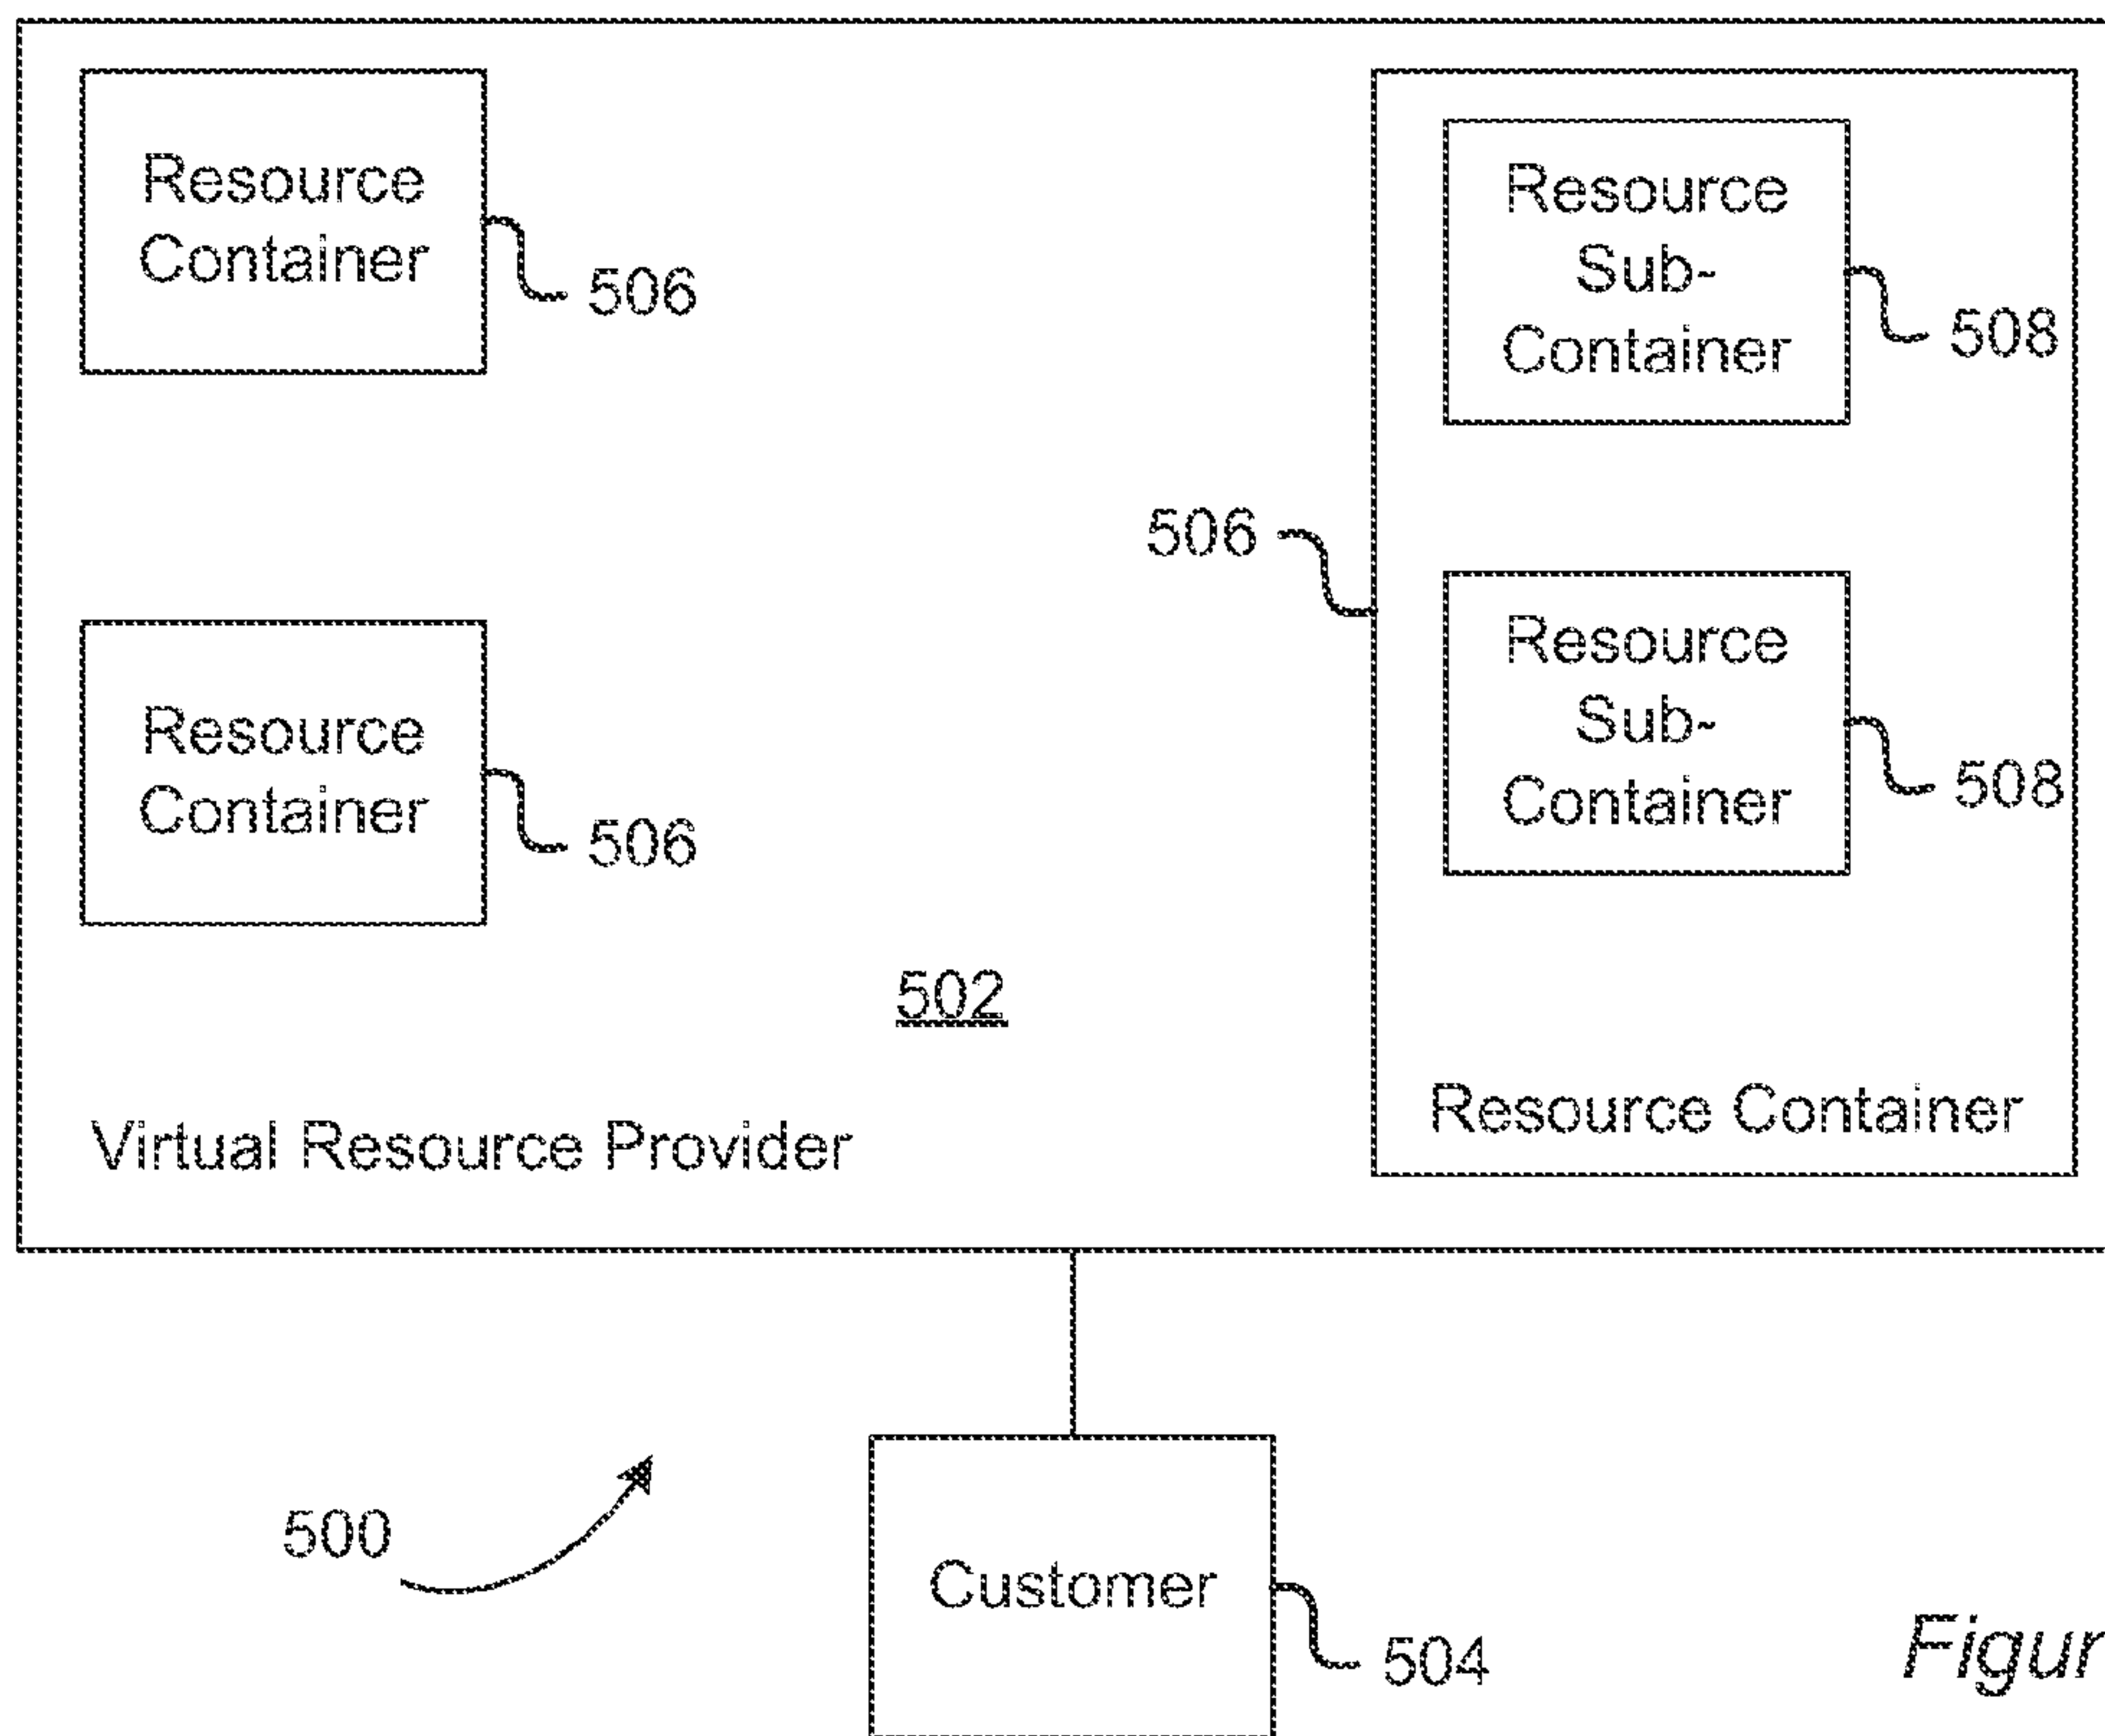 Resource
Container
506
Resource
Container
506
502
Virtual Resource Provider
506
Resource
Sub-
Container
508
Resource
Sub-
Container
508
Resource Container
500
Customer
504
Figur